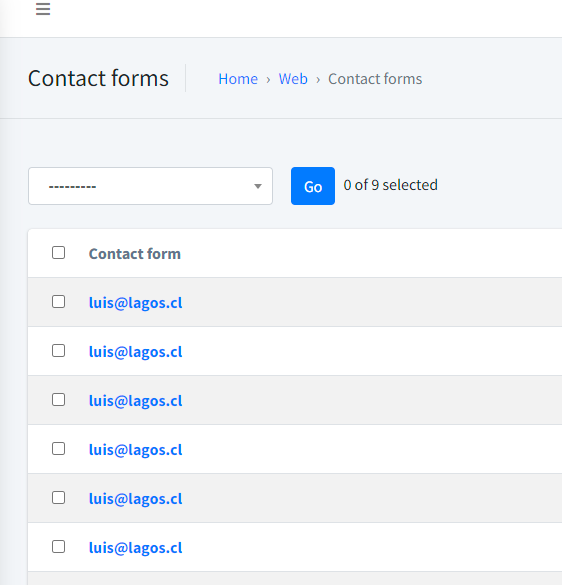 Contact forms
Home › Web › Contact forms
---------
Go
0 of 9 selected
Contact form
luis@lagos.cl
luis@lagos.cl
luis@lagos.cl
luis@lagos.cl
luis@lagos.cl
luis@lagos.cl